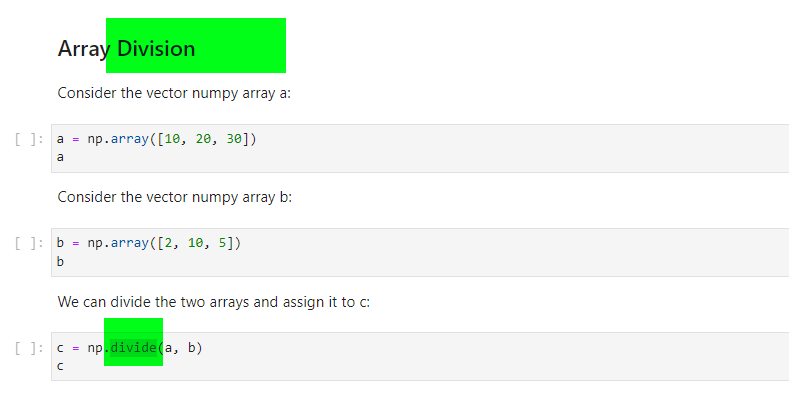 Array Division
Consider the vector numpy array a:
[ ]: a = np.array([10, 20, 30])
a
Consider the vector numpy array b:
[ ]: b = np.array([2, 10, 5])
b
We can divide the two arrays and assign it to c:
[ ]: c = np.divide(a, b)
c